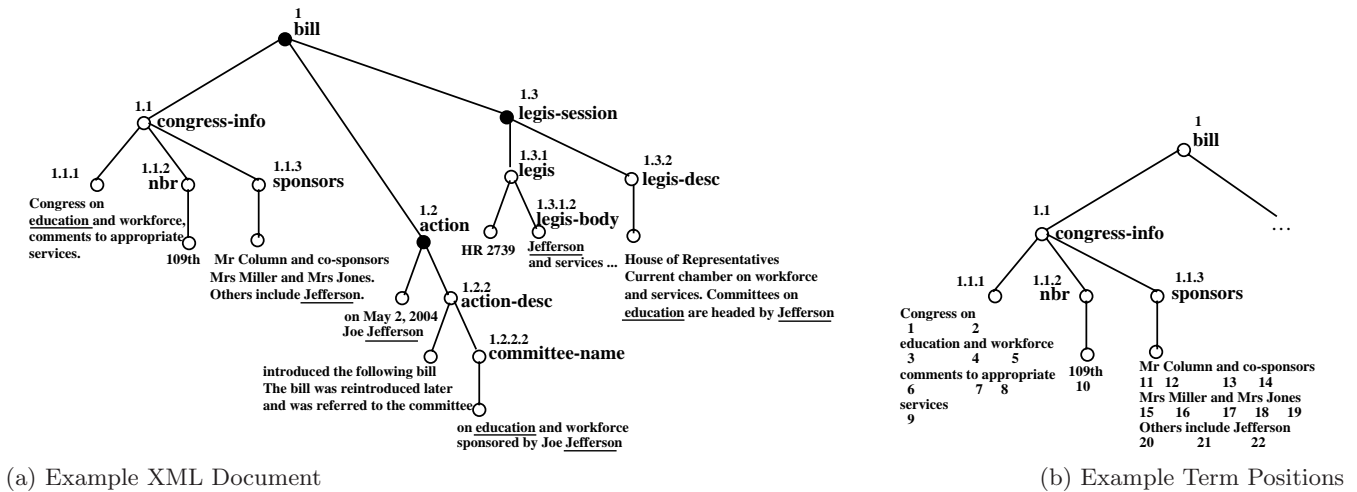 1
bill
1.3
legis-session
1.1
congress-info
1.1.1
1.1.2
nbr
1.1.3
sponsors
1.3.1
legis
1.3.2
legis-desc
Congress on
education and workforce,
comments to appropriate
services.
109th
Mr Column and co-sponsors
Mrs Miller and Mrs Jones.
Others include Jefferson.
1.2
action
1.3.1.2
legis-body
HR 2739
Jefferson
and services ...
House of Representatives
Current chamber on workforce
and services. Committees on
education are headed by Jefferson
1.2.2
action-desc
on May 2, 2004
Joe Jefferson
1.2.2.2
committee-name
introduced the following bill
The bill was reintroduced later
and was referred to the committee
on education and workforce
sponsored by Joe Jefferson
(a) Example XML Document
1
bill
1.1
congress-info
...
1.1.1
1.1.2
nbr
1.1.3
sponsors
Congress on
1 2
education and workforce
3 4 5
comments to appropriate
6 7 8
services
9
109th
10
Mr Column and co-sponsors
11 12 13 14
Mrs Miller and Mrs Jones
15 16 17 18 19
Others include Jefferson
20 21 22
(b) Example Term Positions